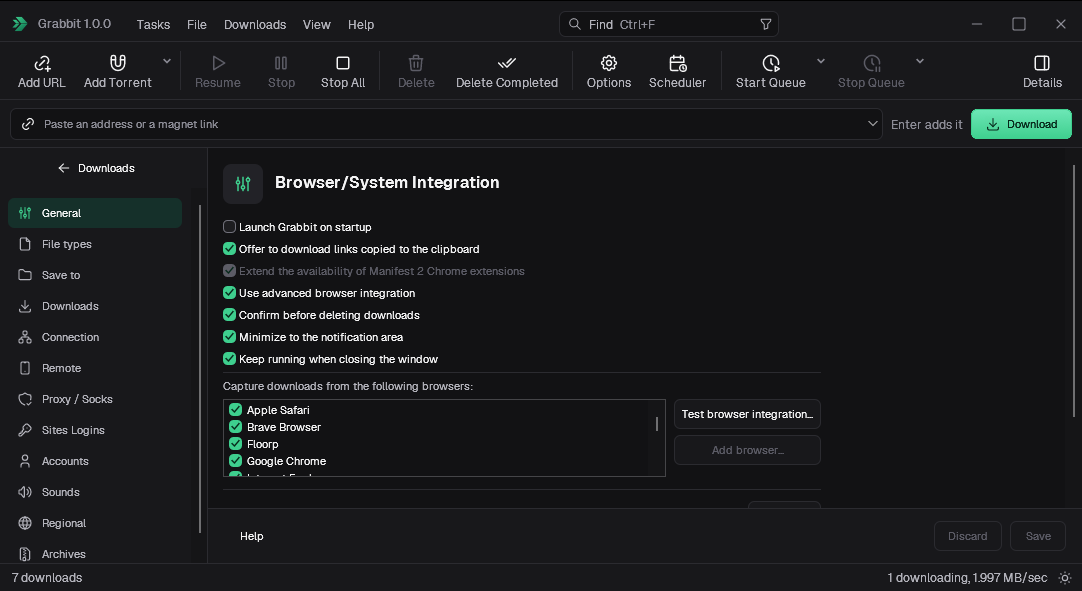 Grabbit 1.0.0 Tasks File Downloads View Help Find Ctrl+F
Add URL Add Torrent Resume Stop Stop All Delete Delete Completed Options Scheduler Start Queue Stop Queue Details
Paste an address or a magnet link Enter adds it Download
Downloads
General
File types
Save to
Downloads
Connection
Remote
Proxy / Socks
Sites Logins
Accounts
Sounds
Regional
Archives
Browser/System Integration
Launch Grabbit on startup
Offer to download links copied to the clipboard
Extend the availability of Manifest 2 Chrome extensions
Use advanced browser integration
Confirm before deleting downloads
Minimize to the notification area
Keep running when closing the window
Capture downloads from the following browsers:
Apple Safari
Brave Browser
Floorp
Google Chrome
Test browser integration...
Add browser...
Help Discard Save
7 downloads 1 downloading, 1.997 MB/sec